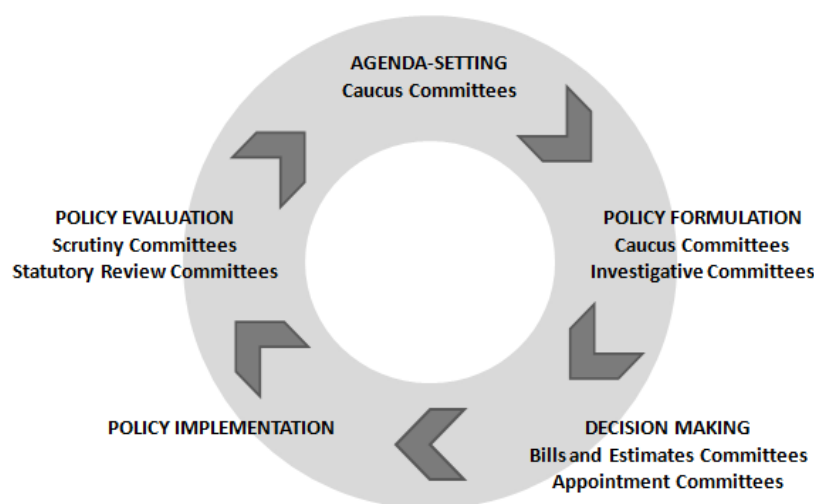 AGENDA-SETTING
Caucus Committees
POLICY EVALUATION
Scrutiny Committees
Statutory Review Committees
POLICY FORMULATION
Caucus Committees
Investigative Committees
POLICY IMPLEMENTATION
DECISION MAKING
Bills and Estimates Committees
Appointment Committees